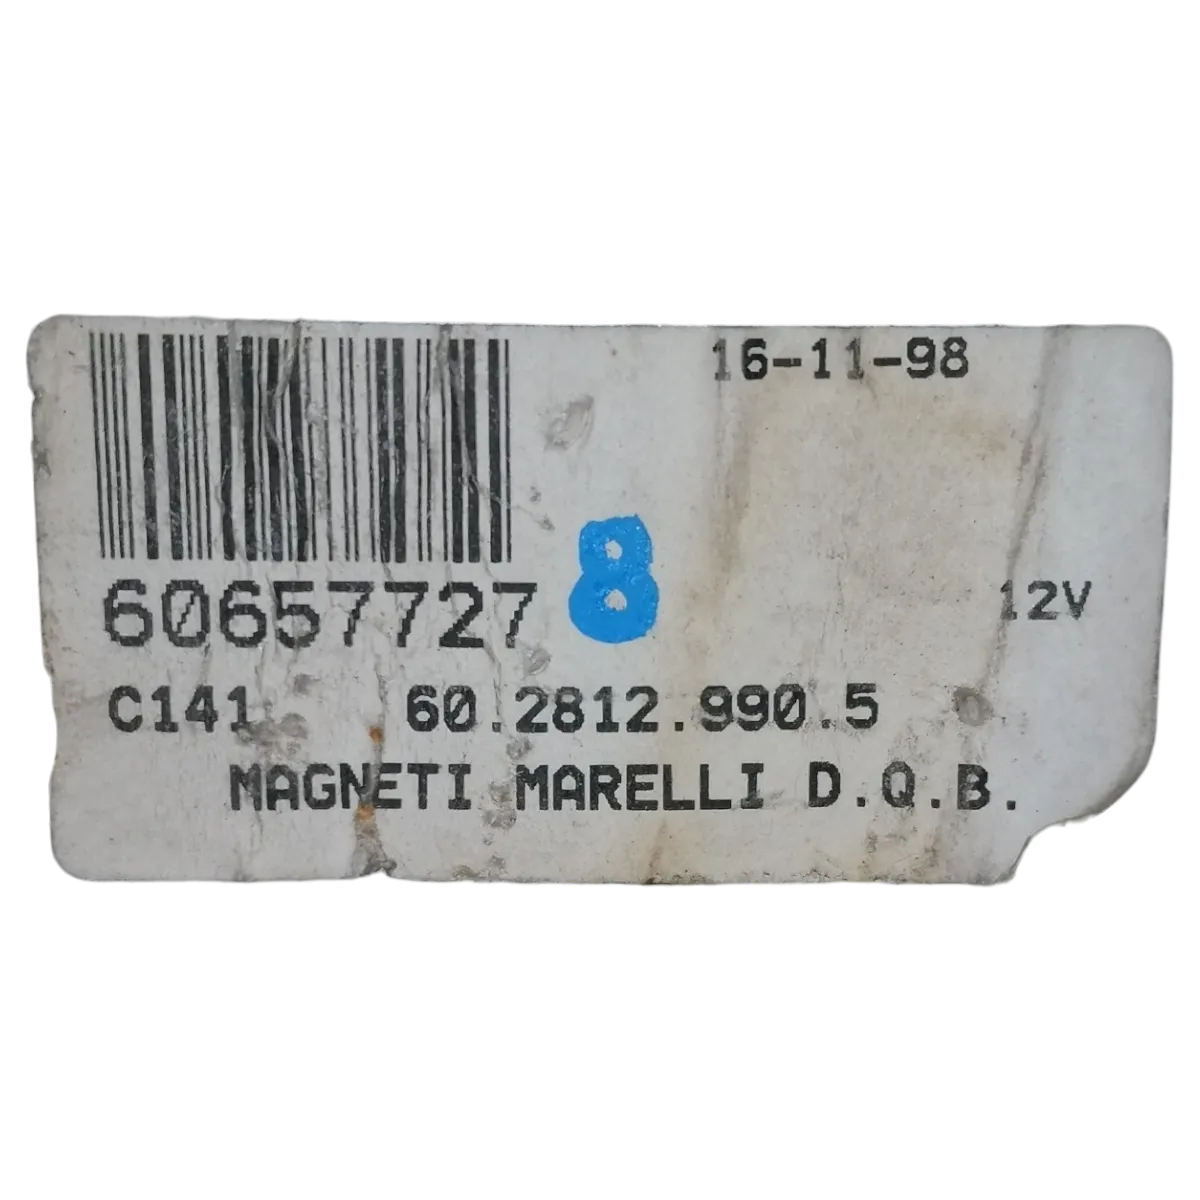 16-11-98
60657727 8
12V
C141 60.2812.990.5
MAGNETI MARELLI D.Q.B.